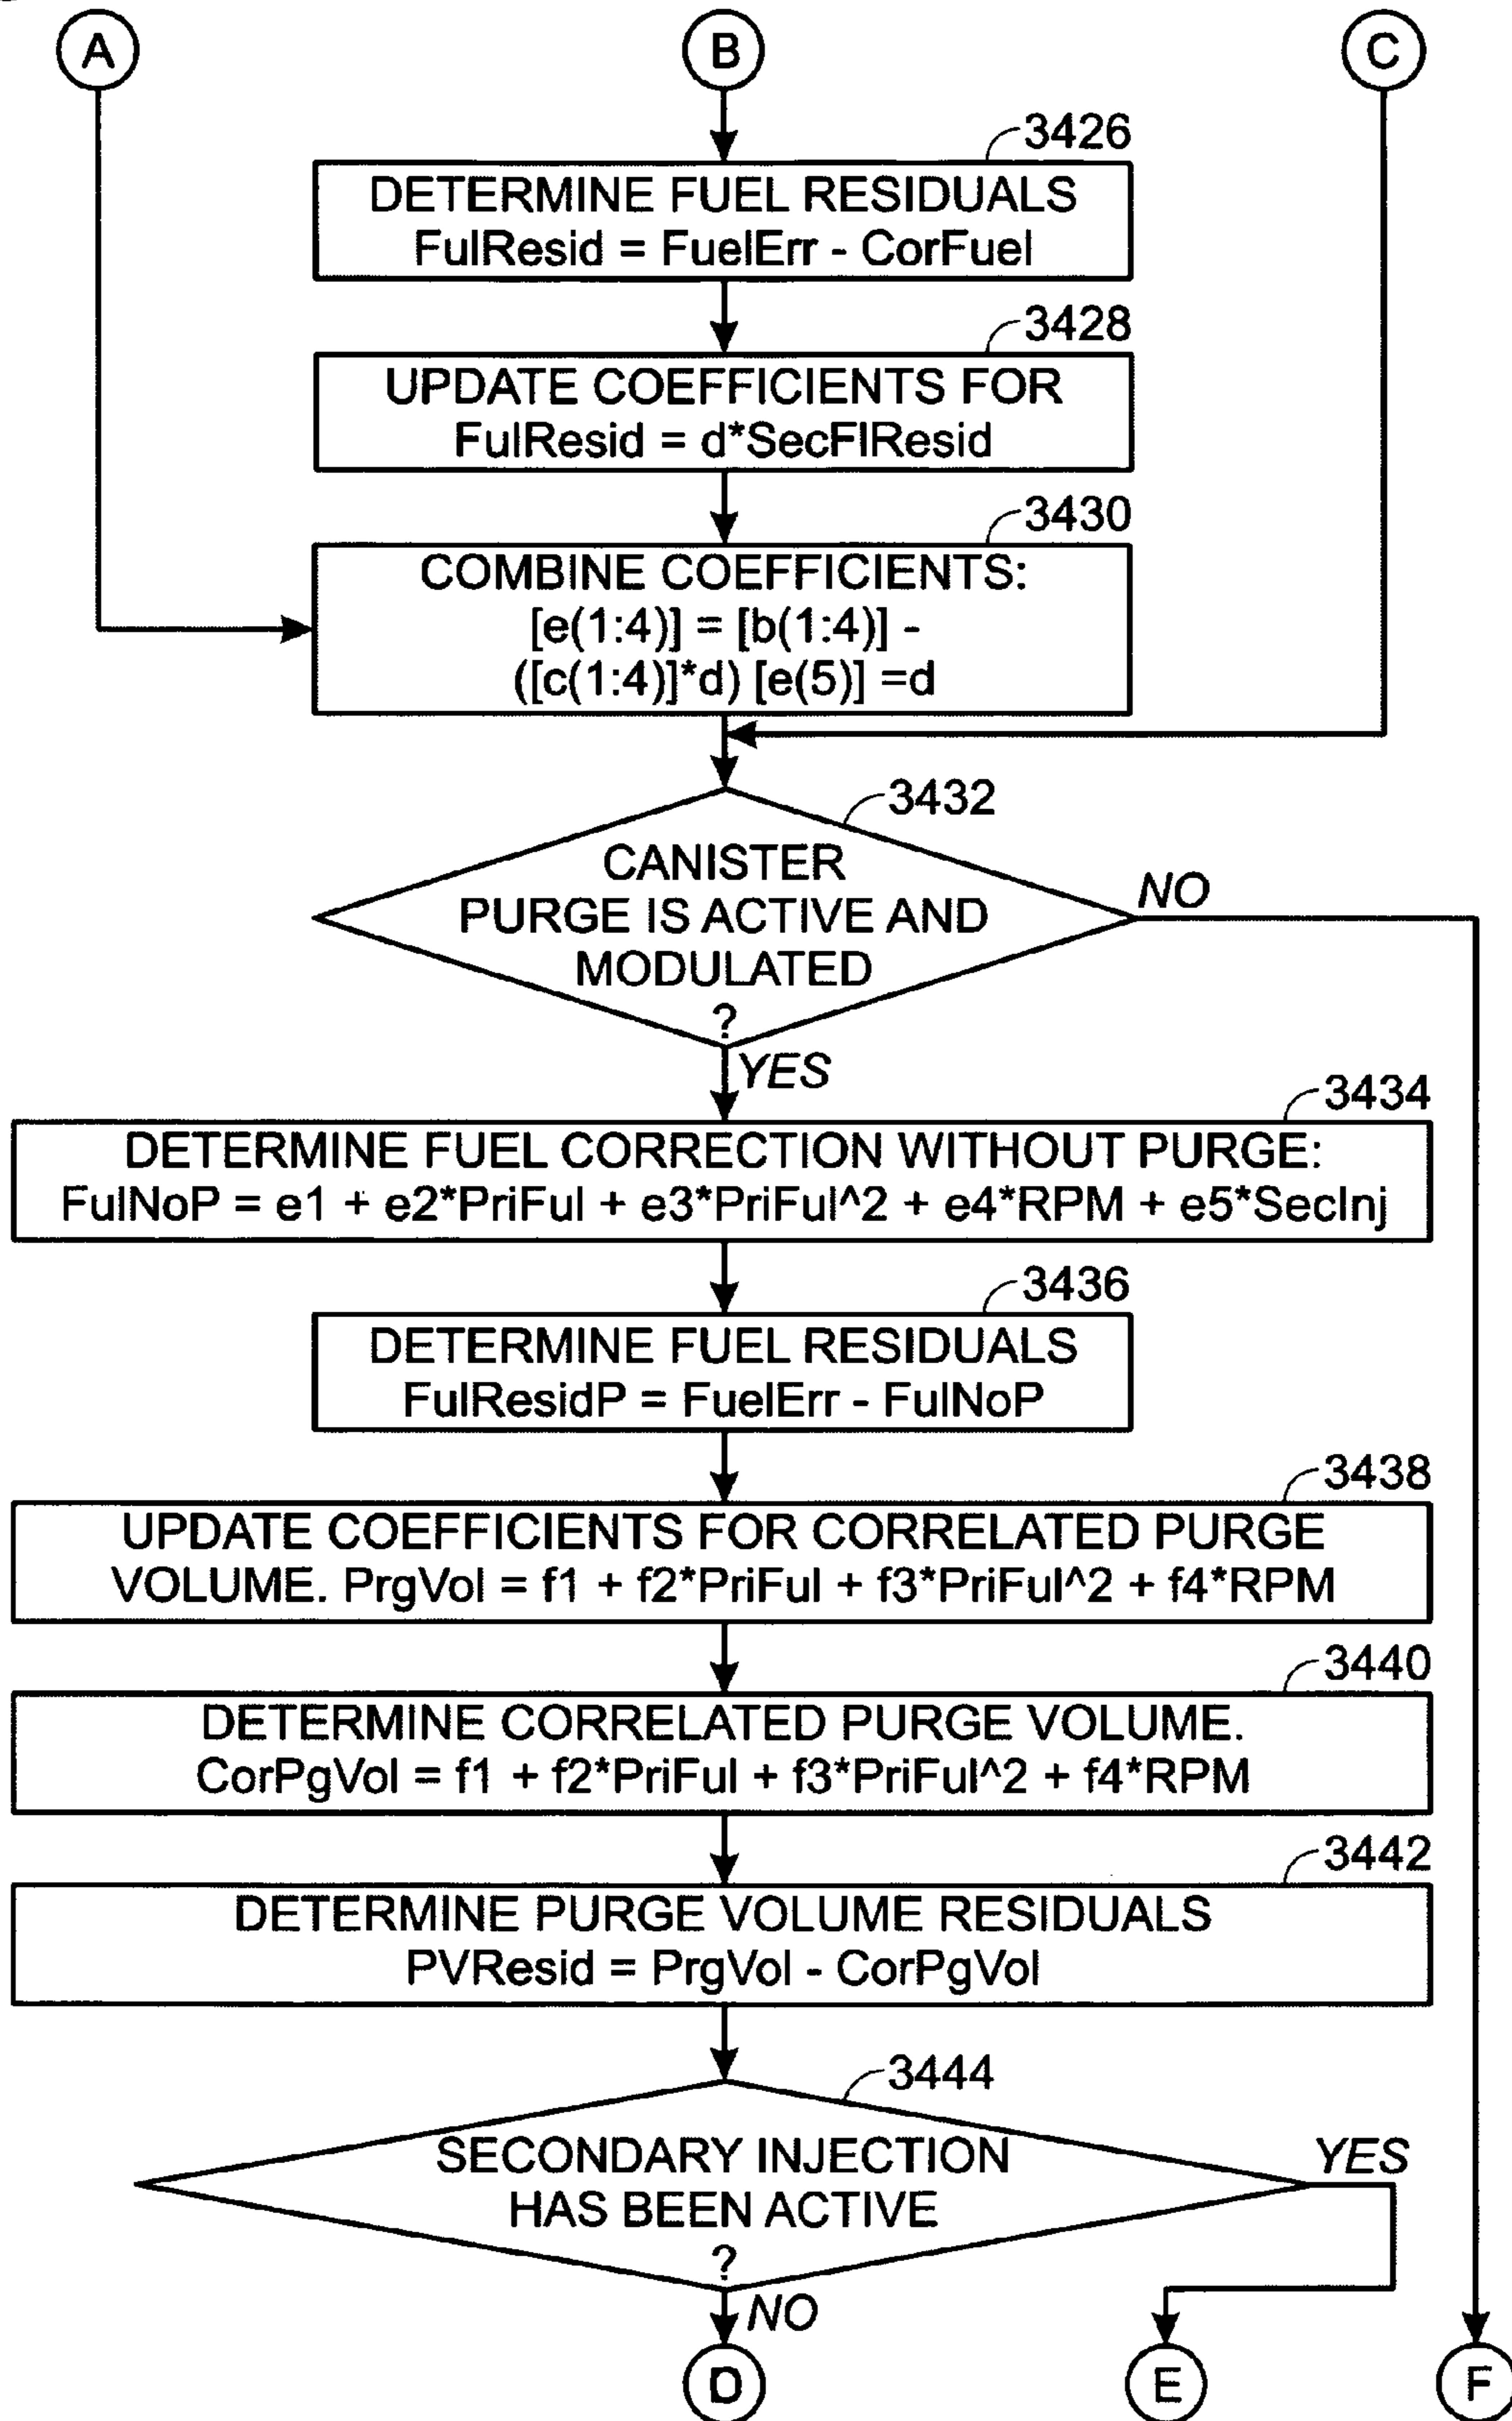 A
B
C
3426
DETERMINE FUEL RESIDUALS
FulResid = FuelErr - CorFuel
3428
UPDATE COEFFICIENTS FOR
FulResid = d*SecFlResid
3430
COMBINE COEFFICIENTS:
[e(1:4)] = [b(1:4)] -
([c(1:4)]*d) [e(5)] =d
3432
CANISTER
PURGE IS ACTIVE AND
MODULATED
?
NO
YES
3434
DETERMINE FUEL CORRECTION WITHOUT PURGE:
FulNoP = e1 + e2*PriFul + e3*PriFul^2 + e4*RPM + e5*SecInj
3436
DETERMINE FUEL RESIDUALS
FulResidP = FuelErr - FulNoP
3438
UPDATE COEFFICIENTS FOR CORRELATED PURGE
VOLUME. PrgVol = f1 + f2*PriFul + f3*PriFul^2 + f4*RPM
3440
DETERMINE CORRELATED PURGE VOLUME.
CorPgVol = f1 + f2*PriFul + f3*PriFul^2 + f4*RPM
3442
DETERMINE PURGE VOLUME RESIDUALS
PVResid = PrgVol - CorPgVol
3444
SECONDARY INJECTION
HAS BEEN ACTIVE
?
YES
NO
D
E
F